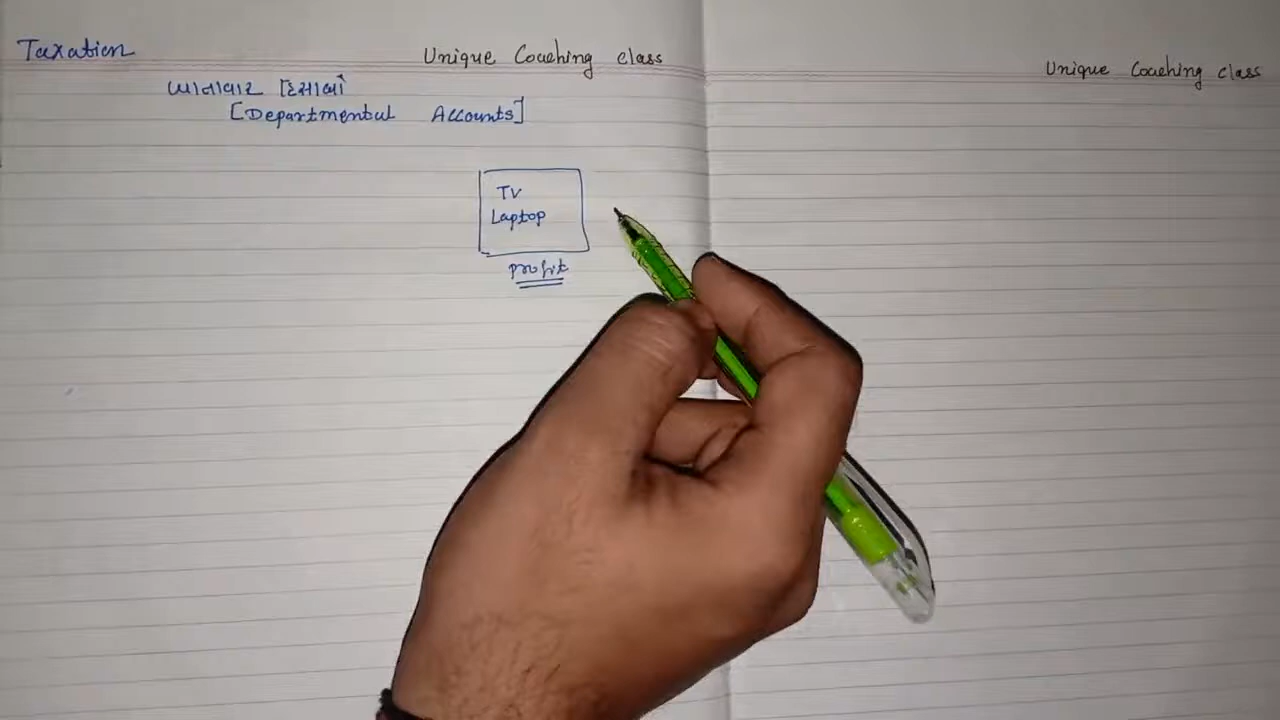 Taxation
Unique Coaching class
ખાતાવાર હિસાબો
[Departmental Accounts]
TV
Laptop
profit
Unique Coaching class